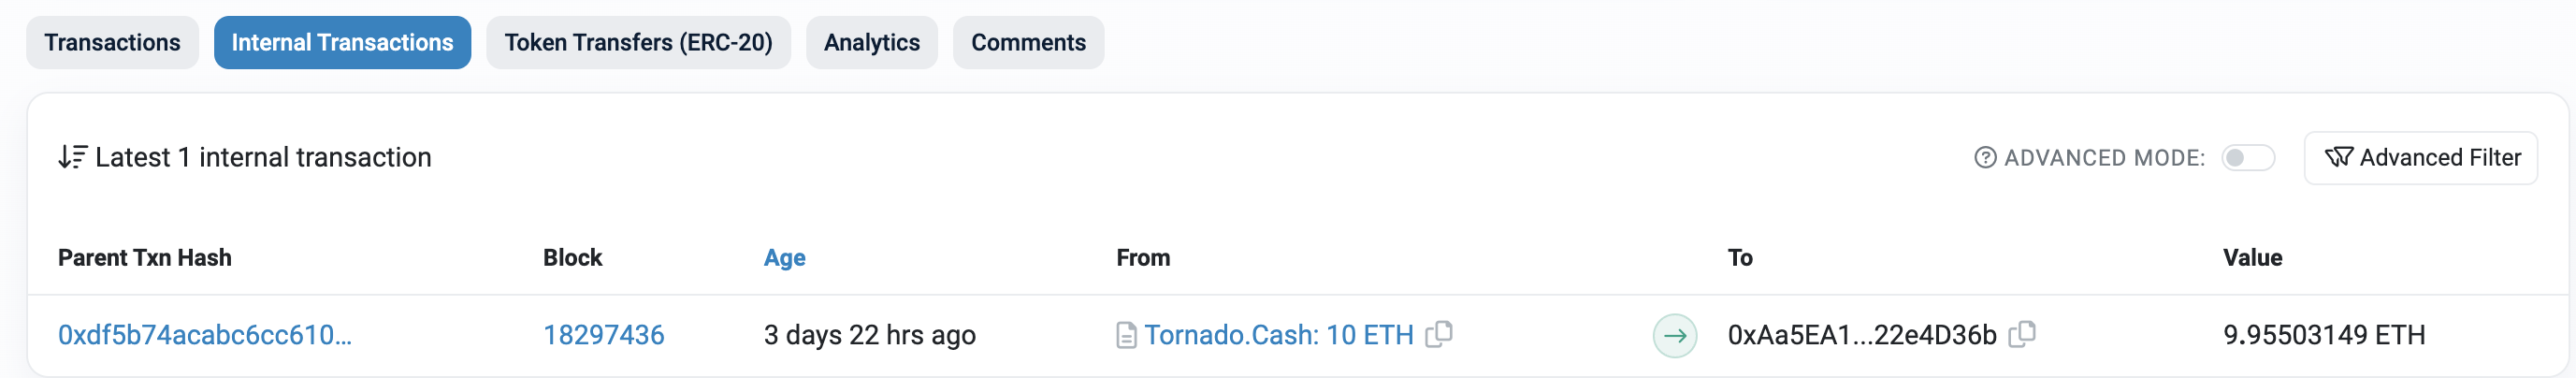 Transactions Internal Transactions Token Transfers (ERC-20) Analytics Comments
Latest 1 internal transaction ADVANCED MODE: Advanced Filter
Parent Txn Hash Block Age From To Value
0xdf5b74acabc6cc610... 18297436 3 days 22 hrs ago Tornado.Cash: 10 ETH 0xAa5EA1...22e4D36b 9.95503149 ETH